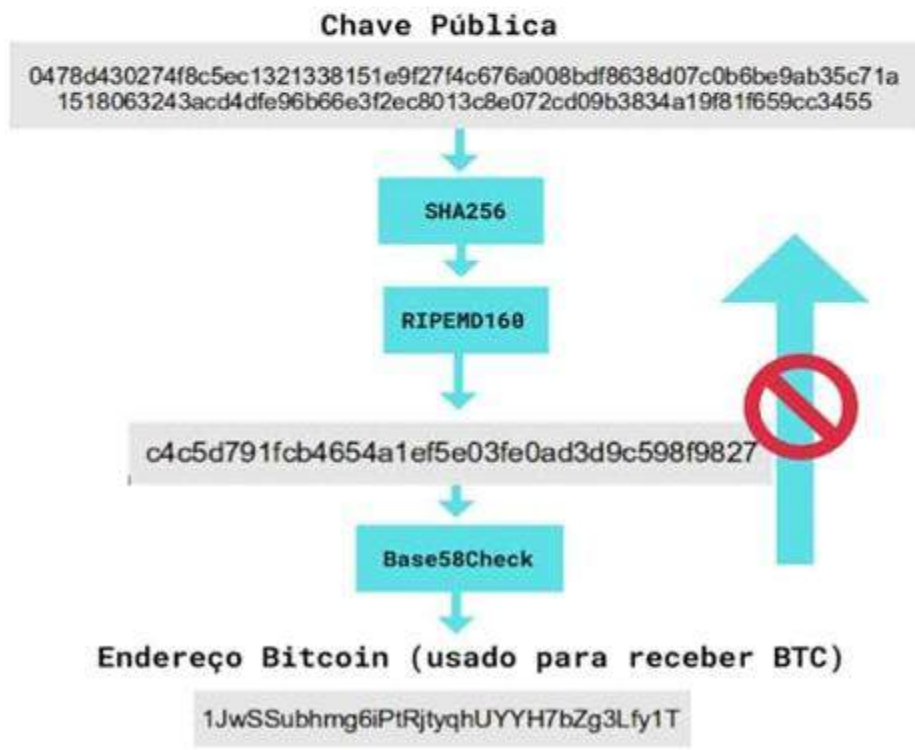 Chave Pública
0478d430274f8c5ec1321338151e9f27f4c676a008bdf8638d07c0b6be9ab35c71a
1518063243acd4dfe96b66e3f2ec8013c8e072cd09b3834a19f81f659cc3455
SHA256
RIPEMD160
c4c5d791fcb4654a1ef5e03fe0ad3d9c598f9827
Base58Check
Endereço Bitcoin (usado para receber BTC)
1JwSSubhmg6iPtRjtyqhUYYH7bZg3Lfy1T